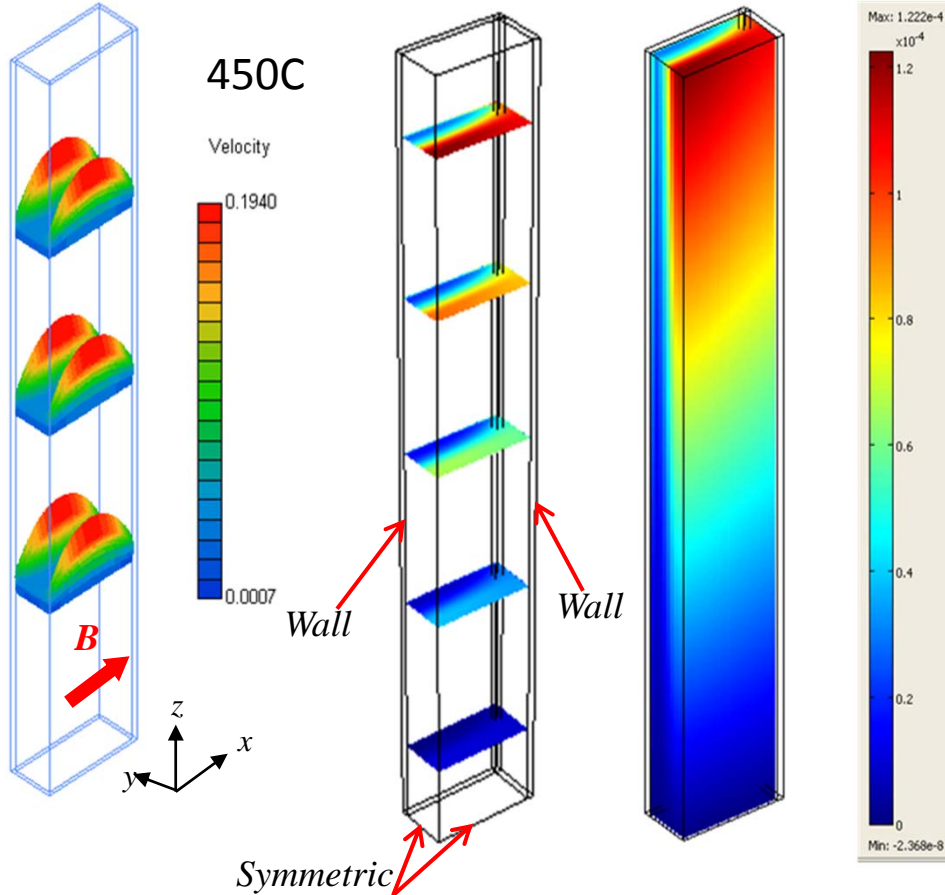 450C
Velocity
0.1940
0.0007
B
z
x
y
Wall
Wall
Symmetric
Max: 1.222e-4
x10⁻⁴
1.2
1
0.8
0.6
0.4
0.2
0
Min: -2.368e-8